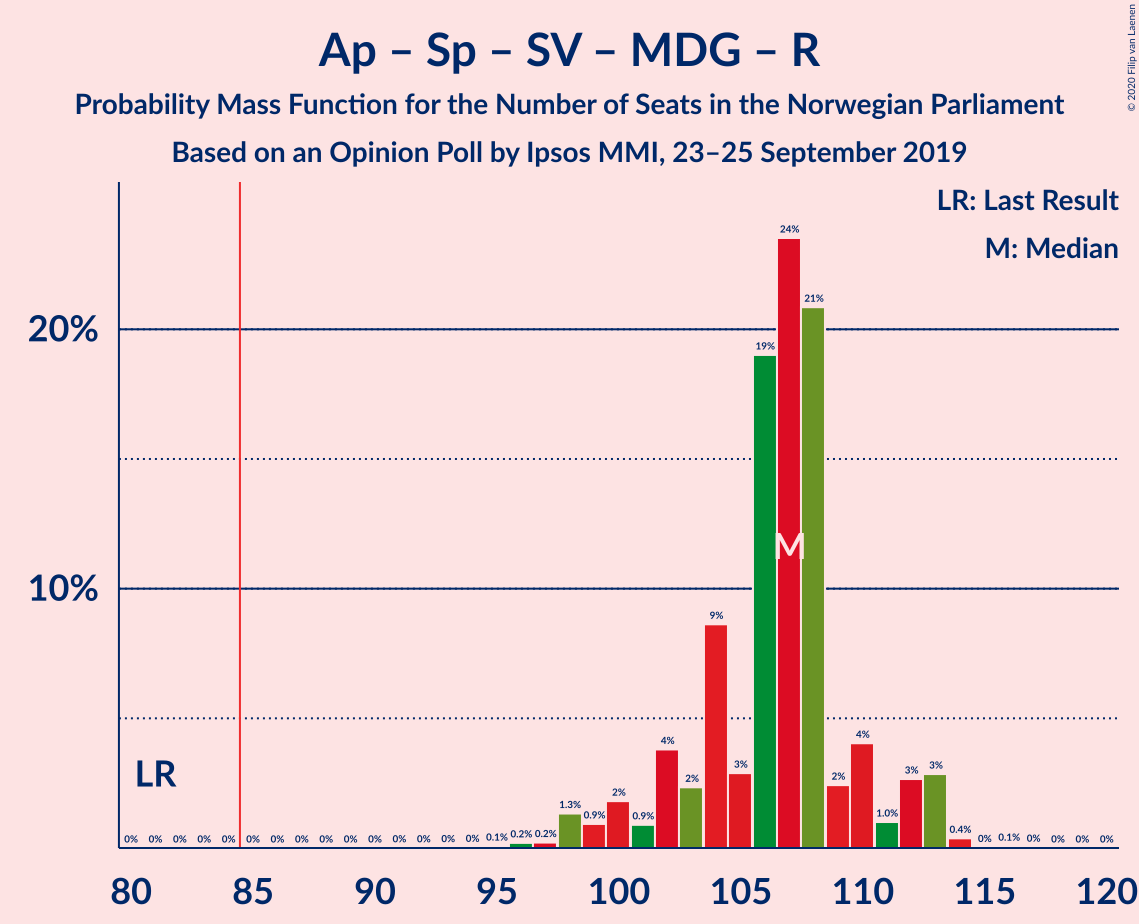 Ap – Sp – SV – MDG – R
Probability Mass Function for the Number of Seats in the Norwegian Parliament
Based on an Opinion Poll by Ipsos MMI, 23–25 September 2019
© 2020 Filip van Laenen
LR: Last Result
M: Median
20%
10%
LR
M
0% 0% 0% 0% 0% 0% 0% 0% 0% 0% 0% 0% 0% 0% 0% 0.1% 0.2% 0.2% 1.3% 0.9% 2% 0.9% 4% 2% 9% 3% 19% 24% 21% 2% 4% 1.0% 3% 3% 0.4% 0% 0.1% 0% 0% 0% 0%
80 85 90 95 100 105 110 115 120